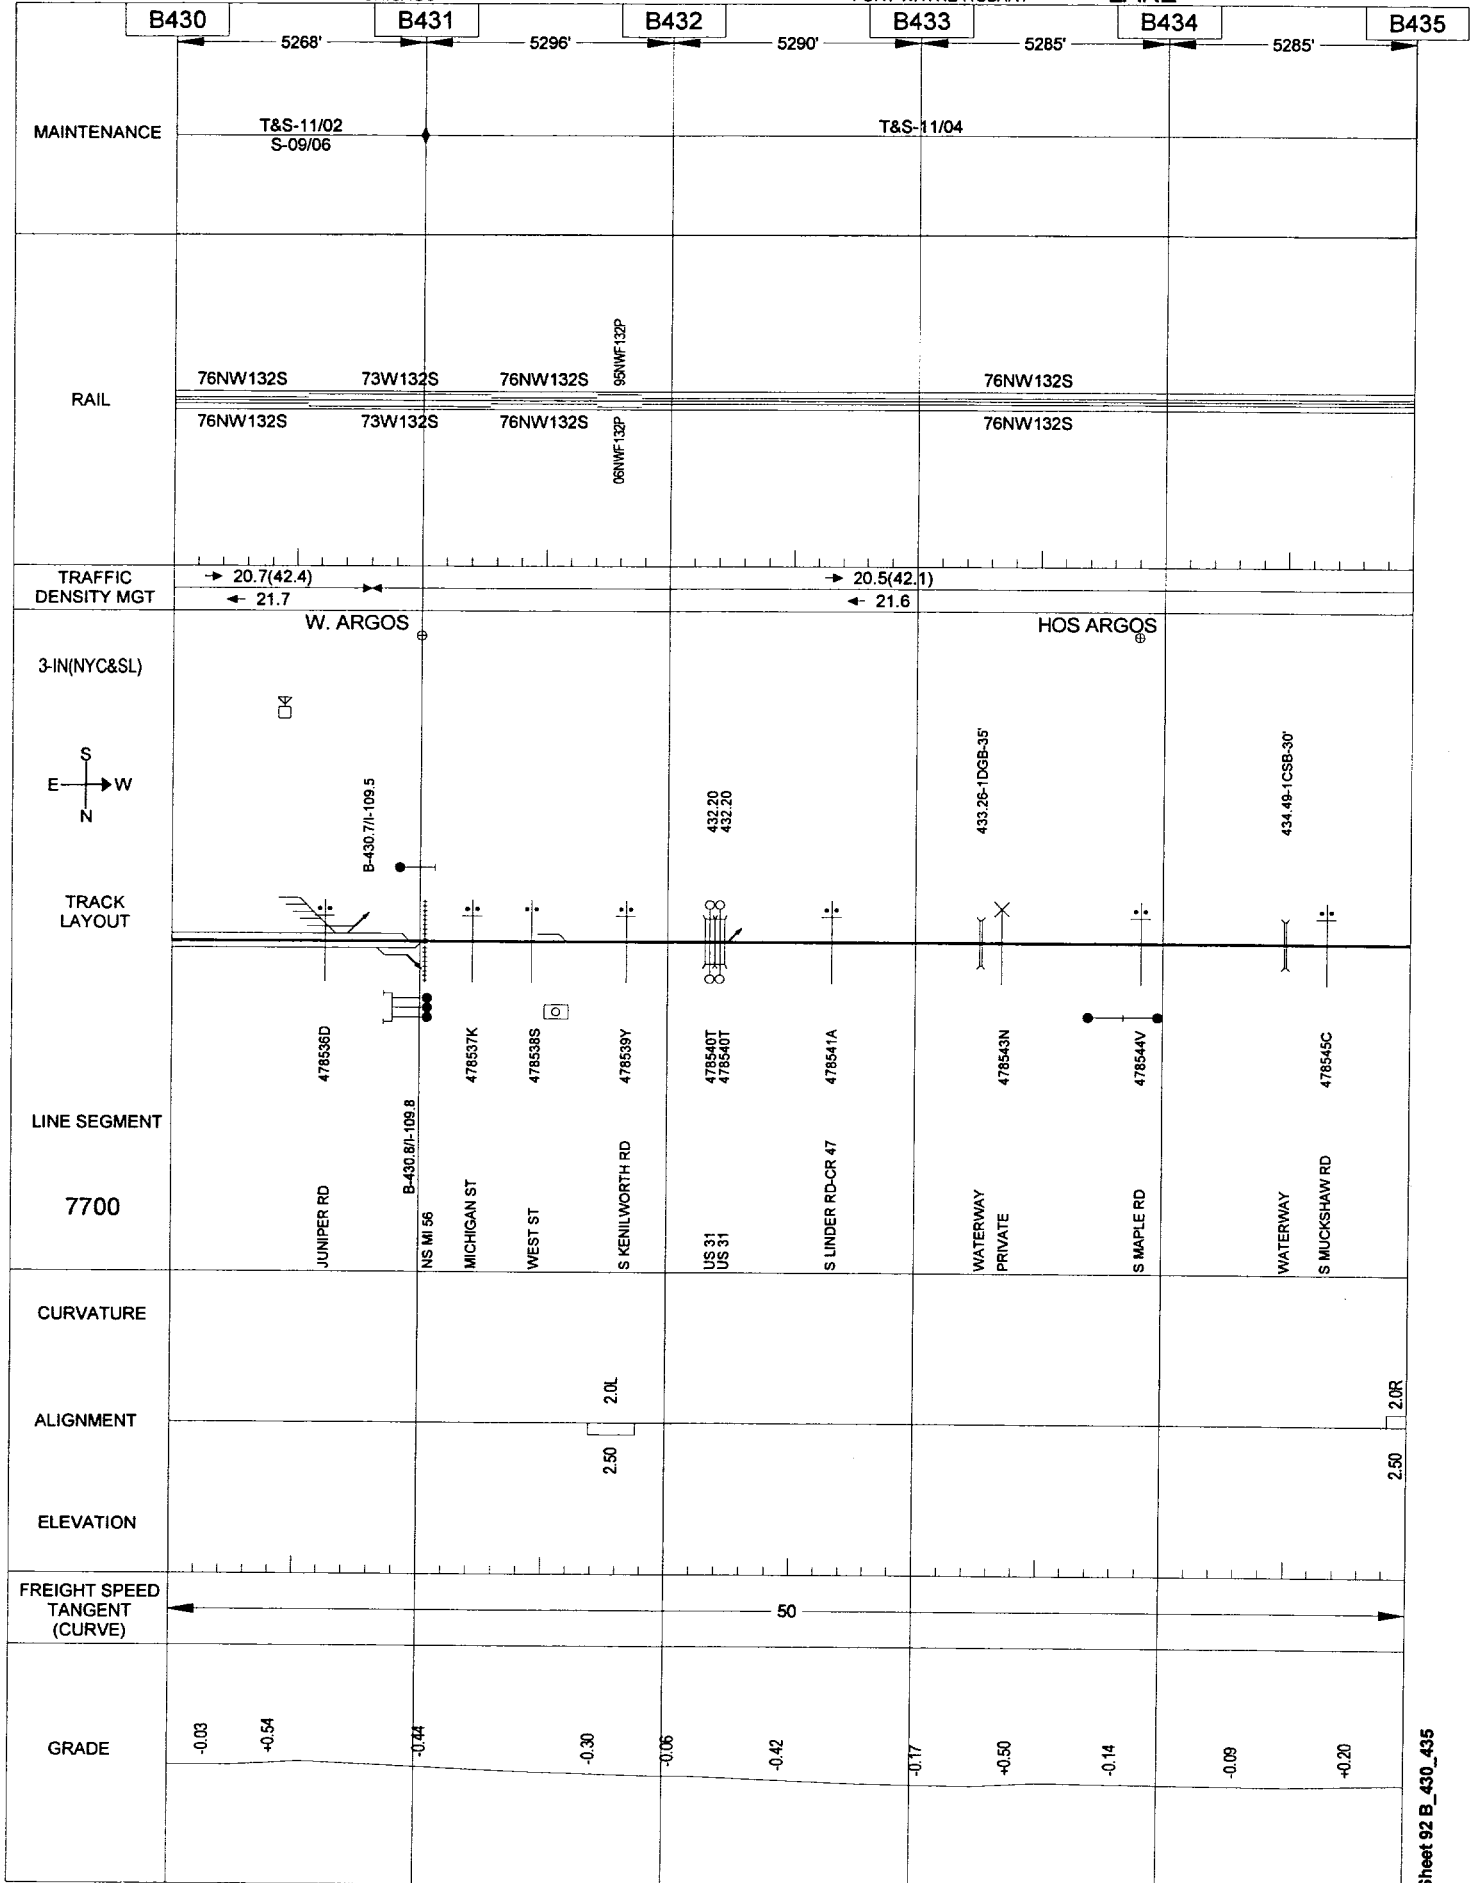 B430 B431 B432 B433 B434 B435
5268' 5296' 5290' 5285' 5285'
MAINTENANCE
T&S-11/02
S-09/06
T&S-11/04
RAIL
76NW132S 73W132S 76NW132S 95NWF132P 76NW132S
76NW132S 73W132S 76NW132S 06NWF132P 76NW132S
TRAFFIC
DENSITY MGT
20.7(42.4) 20.5(42.1)
21.7 21.6
W. ARGOS HOS ARGOS
3-IN(NYC&SL)
S
E W
N
B-430.7/I-109.5
432.20
432.20
433.26-1DGB-35'
434.49-1CSB-30'
TRACK
LAYOUT
478536D
478537K
478538S
478539Y
478540T
478540T
478541A
478543N
478544V
478545C
LINE SEGMENT
7700
B-430.8/I-109.8
JUNIPER RD
NS MI 56
MICHIGAN ST
WEST ST
S KENILWORTH RD
US 31
US 31
S LINDER RD-CR 47
WATERWAY
PRIVATE
S MAPLE RD
WATERWAY
S MUCKSHAW RD
CURVATURE
2.0L 2.0R
ALIGNMENT
2.50 2.50
ELEVATION
FREIGHT SPEED
TANGENT
(CURVE)
50
GRADE
-0.03
+0.54
-0.44
-0.30
-0.06
-0.42
-0.17
+0.50
-0.14
-0.09
+0.20
Sheet 92 B_430_435